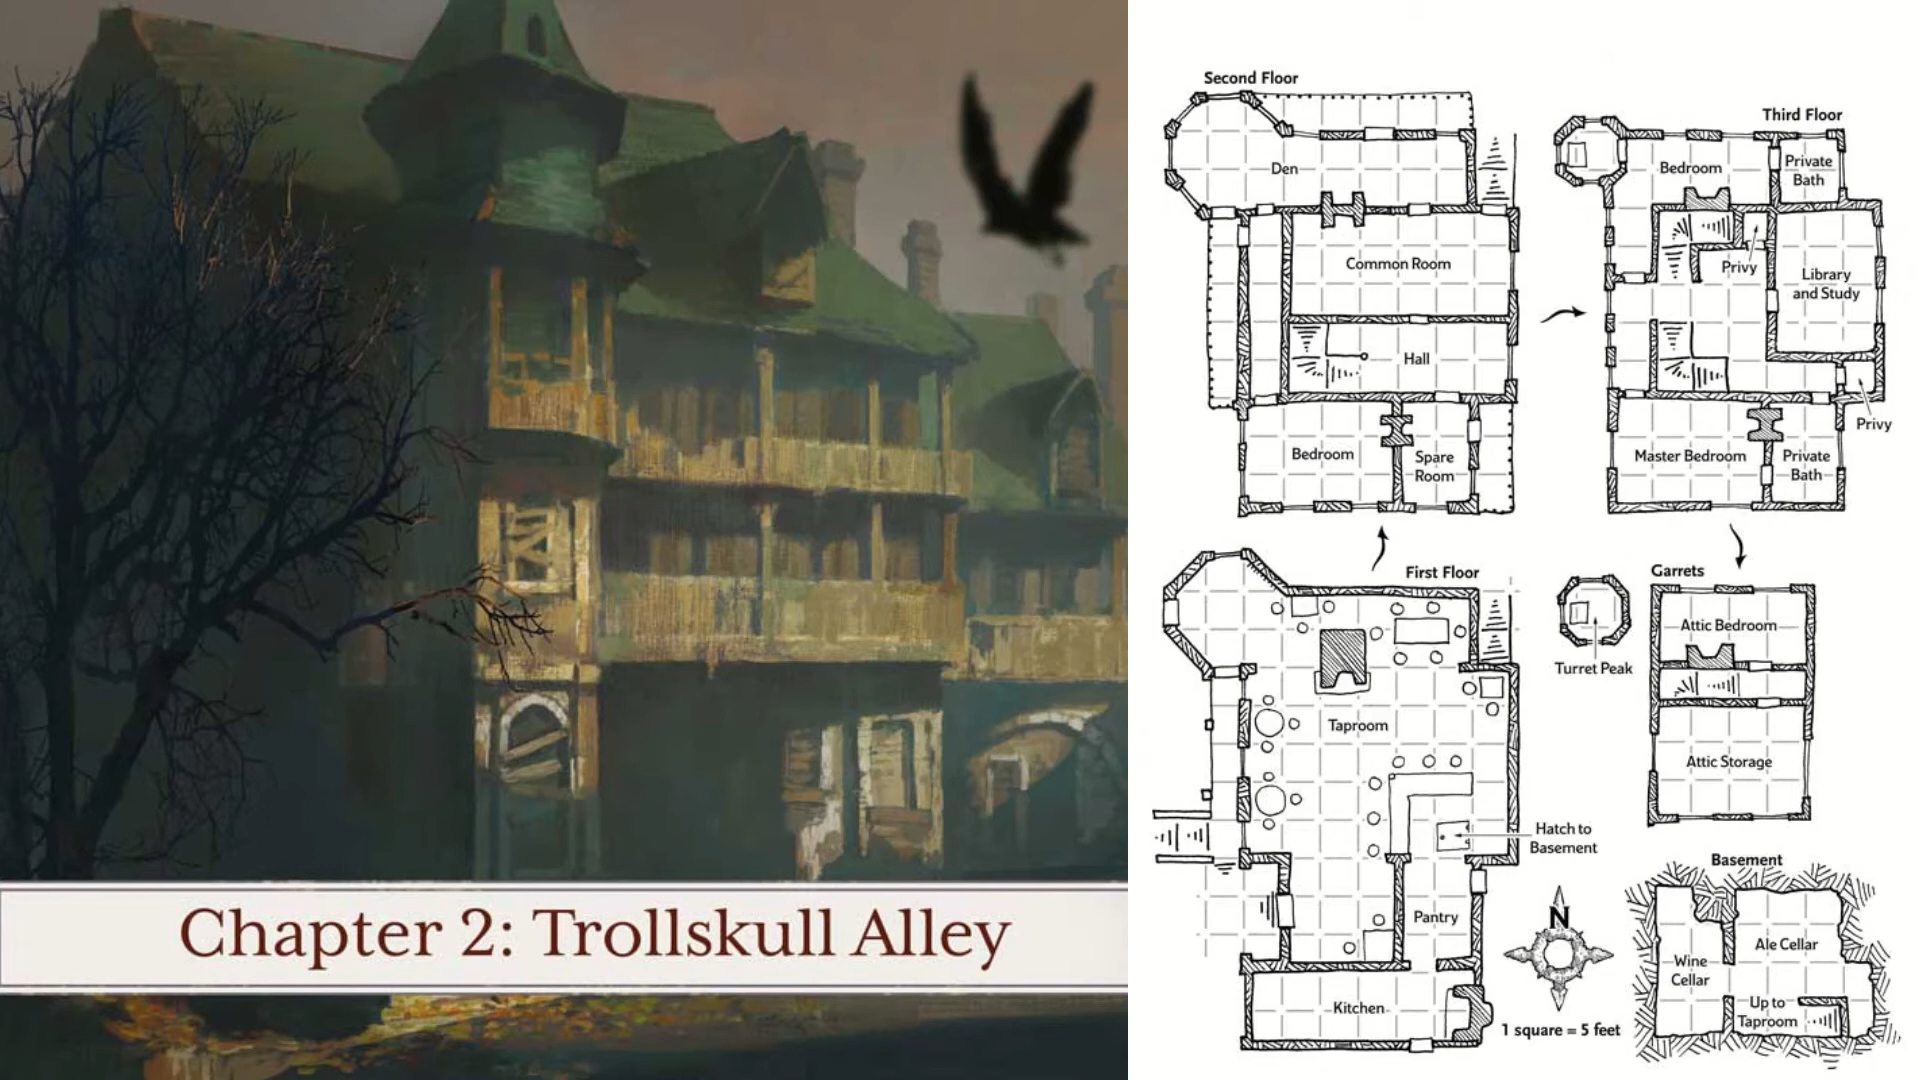 Chapter 2: Trollskull Alley
Second Floor
Den
Common Room
Hall
Bedroom
Spare
Room
Third Floor
Bedroom
Private
Bath
Privy
Library
and Study
Privy
Master Bedroom
Private
Bath
First Floor
Taproom
Hatch to
Basement
Pantry
Kitchen
Garrets
Attic Bedroom
Turret Peak
Attic Storage
N
1 square = 5 feet
Basement
Wine
Cellar
Ale Cellar
Up to
Taproom